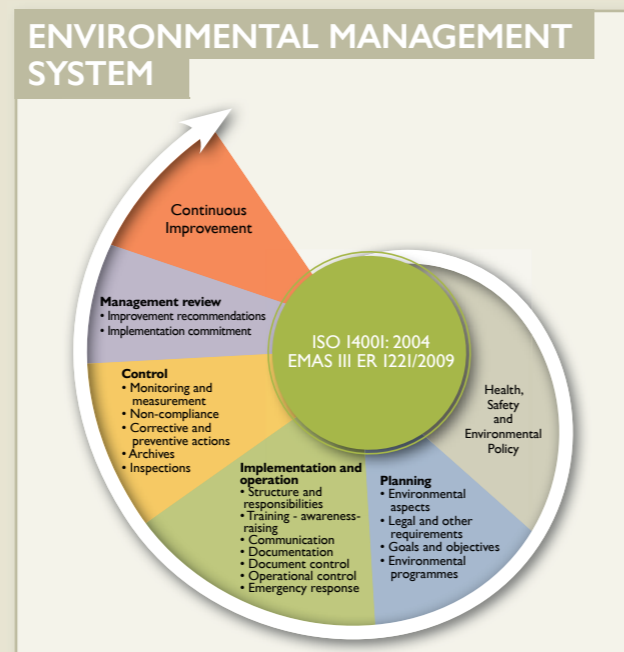 ENVIRONMENTAL MANAGEMENT
SYSTEM
Continuous
Improvement
Management review
• Improvement recommendations
• Implementation commitment
ISO 14001: 2004
EMAS III ER 1221/2009
Control
• Monitoring and
measurement
• Non-compliance
• Corrective and
preventive actions
• Archives
• Inspections
Health,
Safety
and
Environmental
Policy
Implementation and
operation
• Structure and
responsibilities
• Training - awareness-
raising
• Communication
• Documentation
• Document control
• Operational control
• Emergency response
Planning
• Environmental
aspects
• Legal and other
requirements
• Goals and objectives
• Environmental
programmes